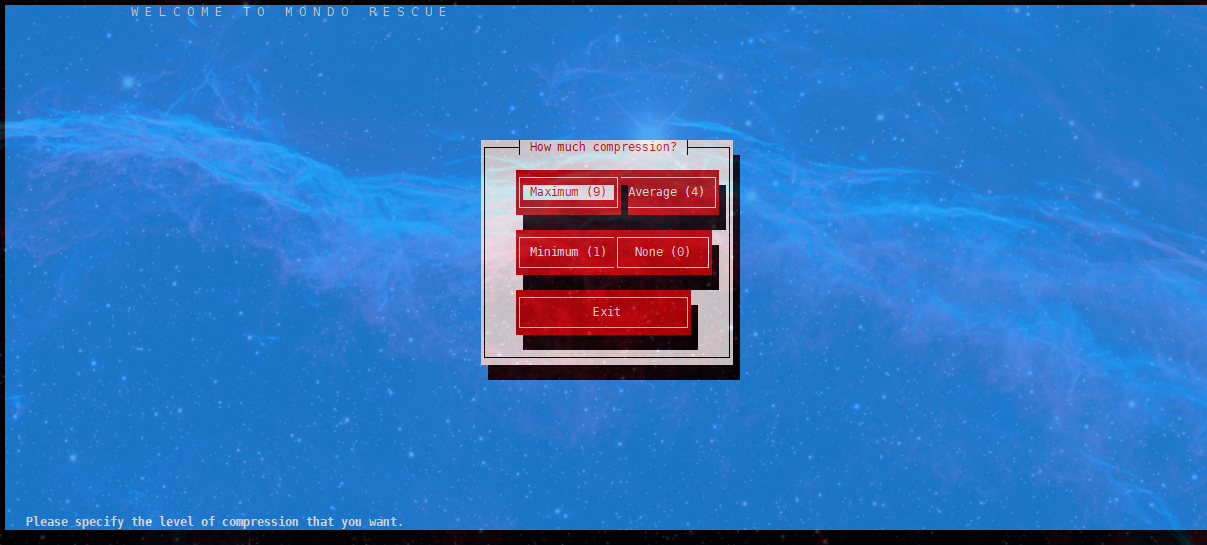 WELCOME TO MONDO RESCUE
How much compression?
Maximum (9) Average (4)
Minimum (1) None (0)
Exit
Please specify the level of compression that you want.